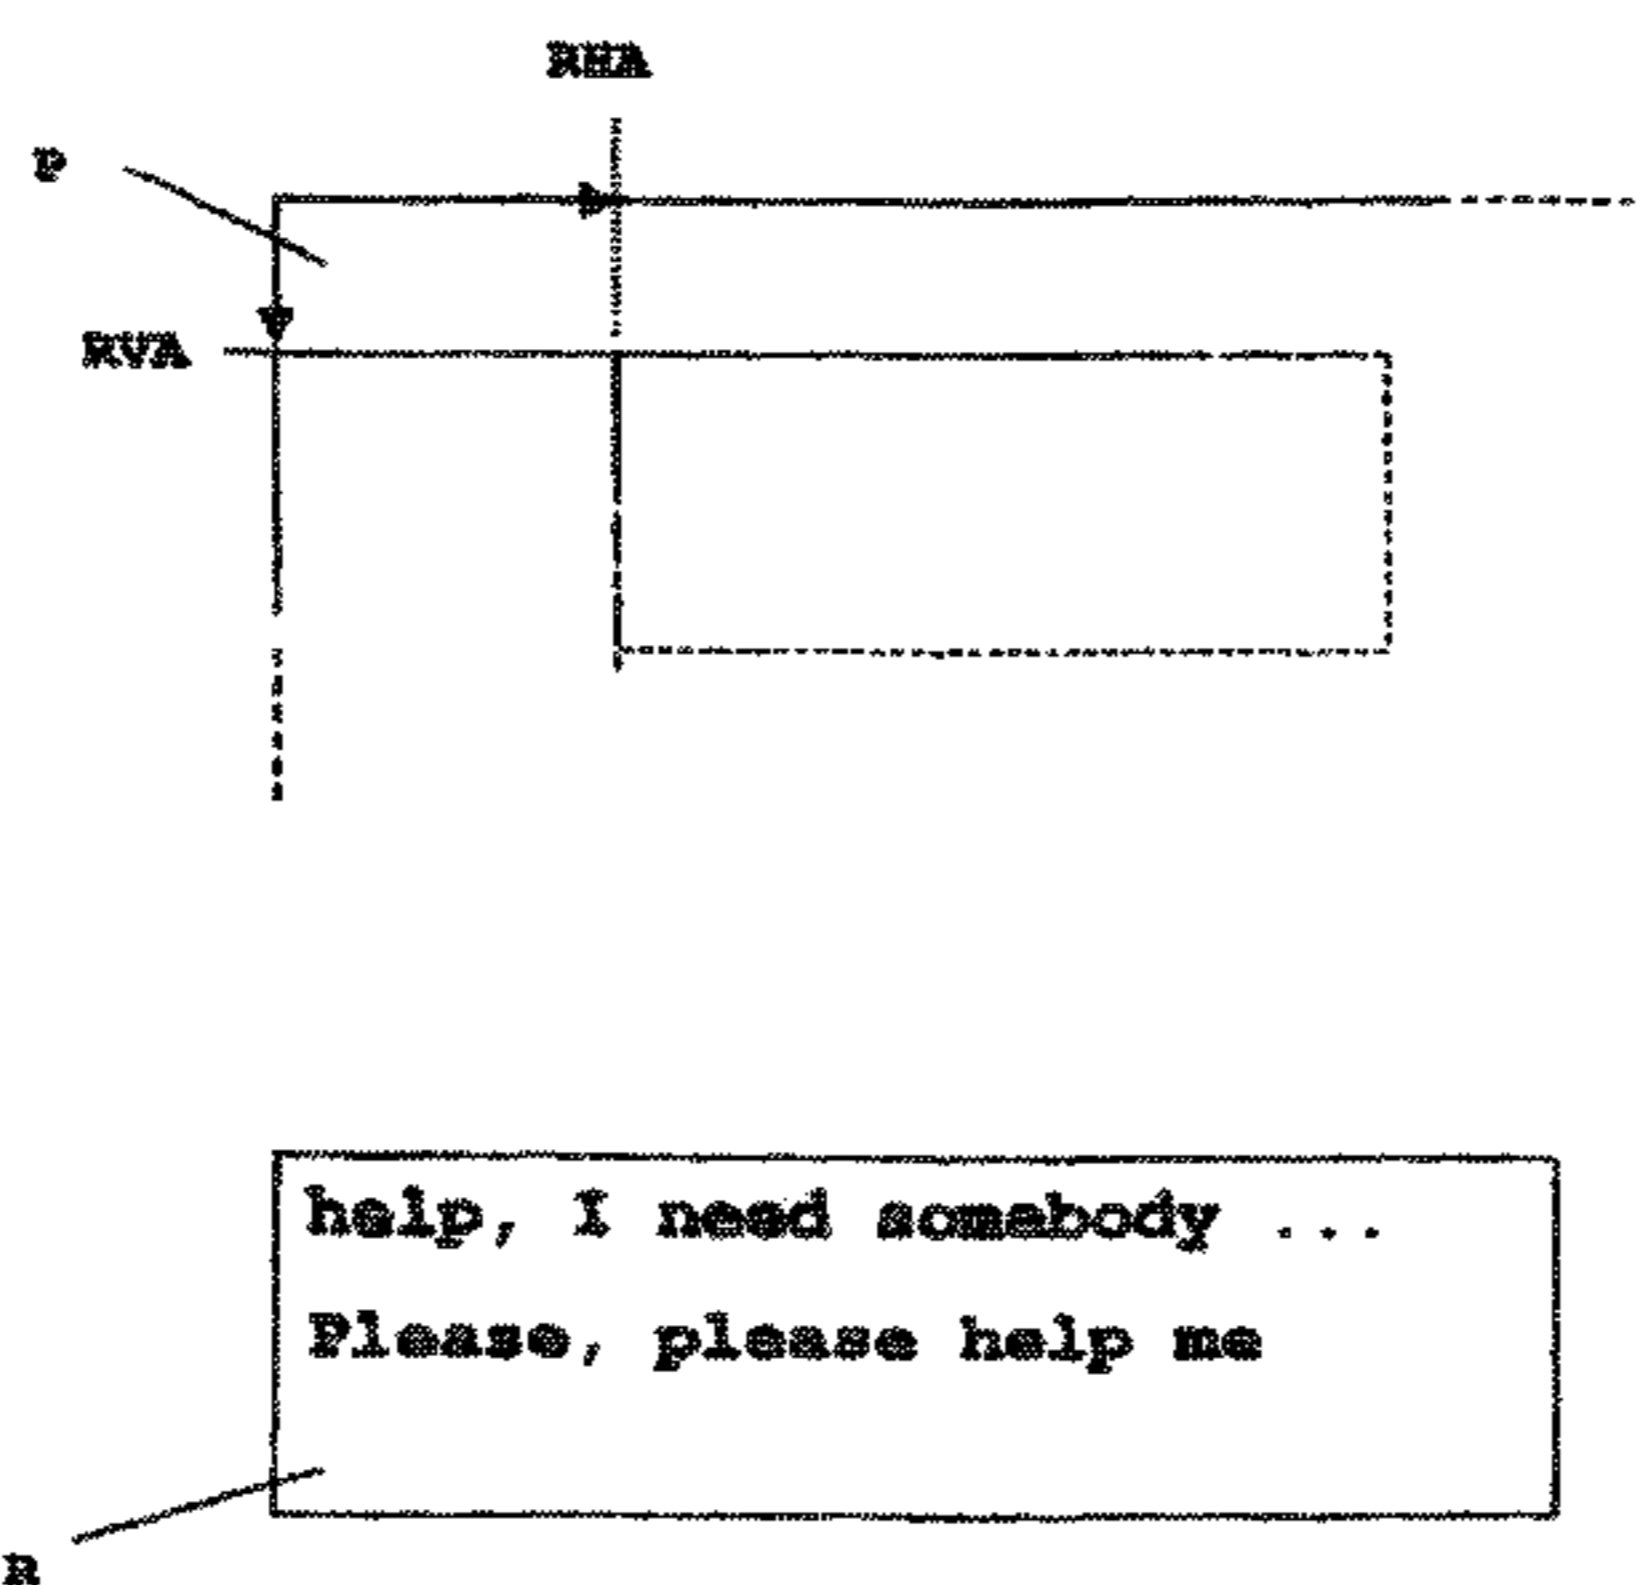 RHA
P
RVA
help, I need somebody ...
Please, please help me
R